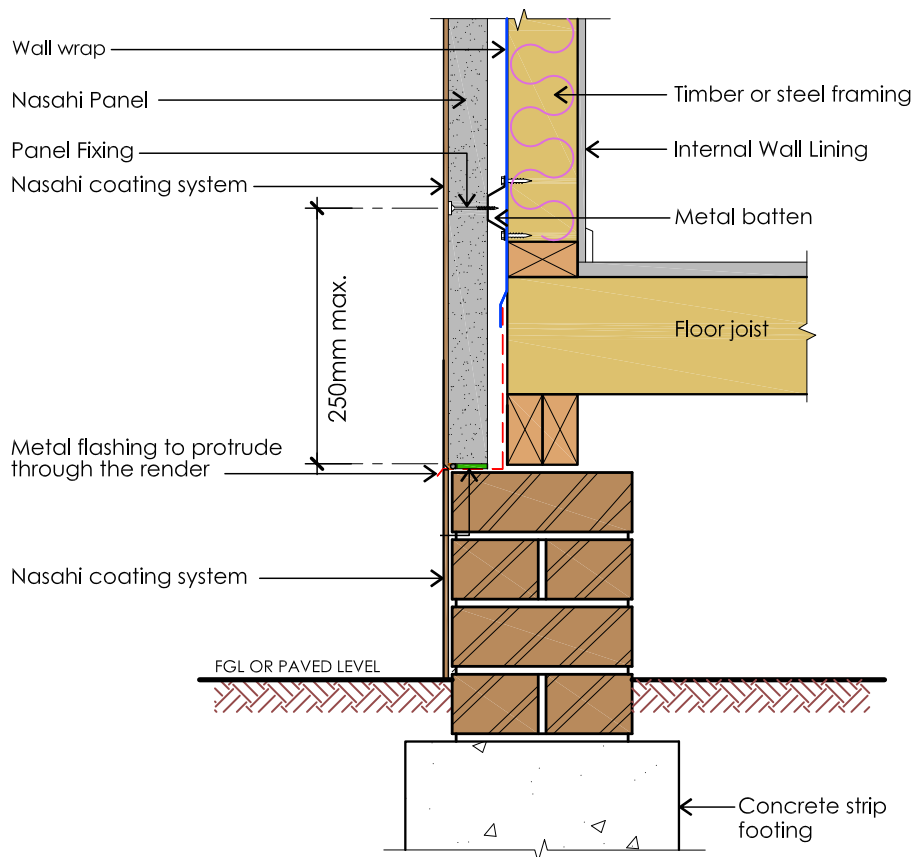 Wall wrap
Nasahi Panel
Panel Fixing
Nasahi coating system
250mm max.
Metal flashing to protrude
through the render
Nasahi coating system
FGL OR PAVED LEVEL
Timber or steel framing
Internal Wall Lining
Metal batten
Floor joist
Concrete strip
footing